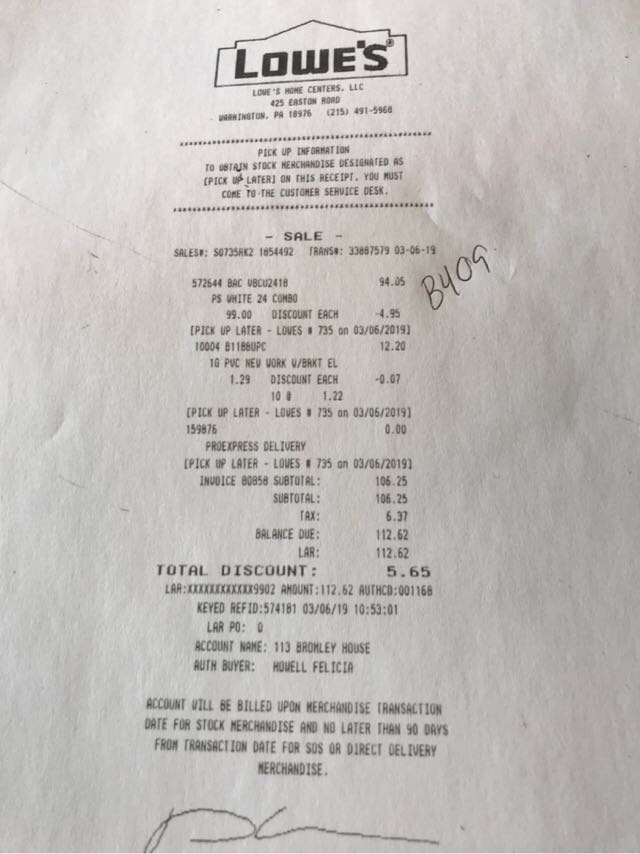 LOWE'S®
LOWE'S HOME CENTERS, LLC
425 EASTON ROAD
WARRINGTON, PA 18976 (215) 491-5968
PICK UP INFORMATION
TO OBTAIN STOCK MERCHANDISE DESIGNATED AS
[PICK UP LATER] ON THIS RECEIPT, YOU MUST
COME TO THE CUSTOMER SERVICE DESK.
- SALE -
SALES#: S0735HK2 1854492 TRANS#: 33887579 03-06-19
B409
572644 BAC VBCU2418 94.05
PS WHITE 24 COMBO
99.00 DISCOUNT EACH -4.95
[PICK UP LATER - LOWES # 735 on 03/06/2019]
10004 B118BUPC 12.20
1G PVC NEW WORK W/BRKT EL
1.29 DISCOUNT EACH -0.07
10 @ 1.22
[PICK UP LATER - LOWES # 735 on 03/06/2019]
159876 0.00
PROEXPRESS DELIVERY
[PICK UP LATER - LOWES # 735 on 03/06/2019]
INVOICE 80858 SUBTOTAL: 106.25
SUBTOTAL: 106.25
TAX: 6.37
BALANCE DUE: 112.62
LAR: 112.62
TOTAL DISCOUNT: 5.65
LAR:XXXXXXXXXXXX9902 AMOUNT:112.62 AUTHCD:001168
KEYED REFID:574181 03/06/19 10:53:01
LAR PO: 0
ACCOUNT NAME: 113 BROMLEY HOUSE
AUTH BUYER: HOWELL FELICIA
ACCOUNT WILL BE BILLED UPON MERCHANDISE TRANSACTION
DATE FOR STOCK MERCHANDISE AND NO LATER THAN 90 DAYS
FROM TRANSACTION DATE FOR SOS OR DIRECT DELIVERY
MERCHANDISE.